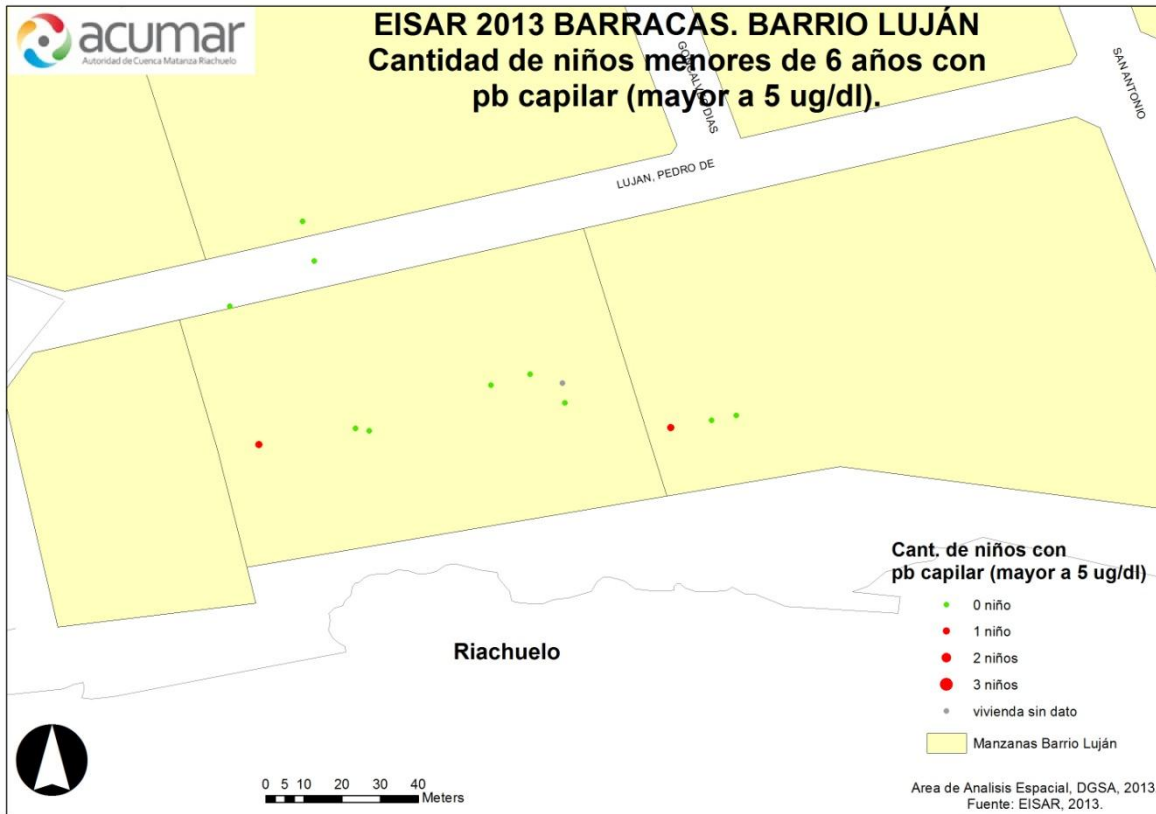 acumar
Autoridad de Cuenca Matanza Riachuelo
EISAR 2013 BARRACAS. BARRIO LUJÁN
Cantidad de niños menores de 6 años con
pb capilar (mayor a 5 ug/dl).
GONCALVES DIAS
SAN ANTONIO
LUJAN, PEDRO DE
Riachuelo
Cant. de niños con
pb capilar (mayor a 5 ug/dl)
0 niño
1 niño
2 niños
3 niños
vivienda sin dato
Manzanas Barrio Luján
0 5 10 20 30 40
Meters
Area de Analisis Espacial, DGSA, 2013
Fuente: EISAR, 2013.